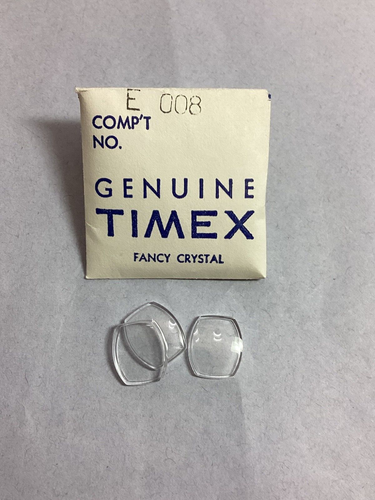 E 008
COMP'T
NO.
GENUINE
TIMEX
FANCY CRYSTAL